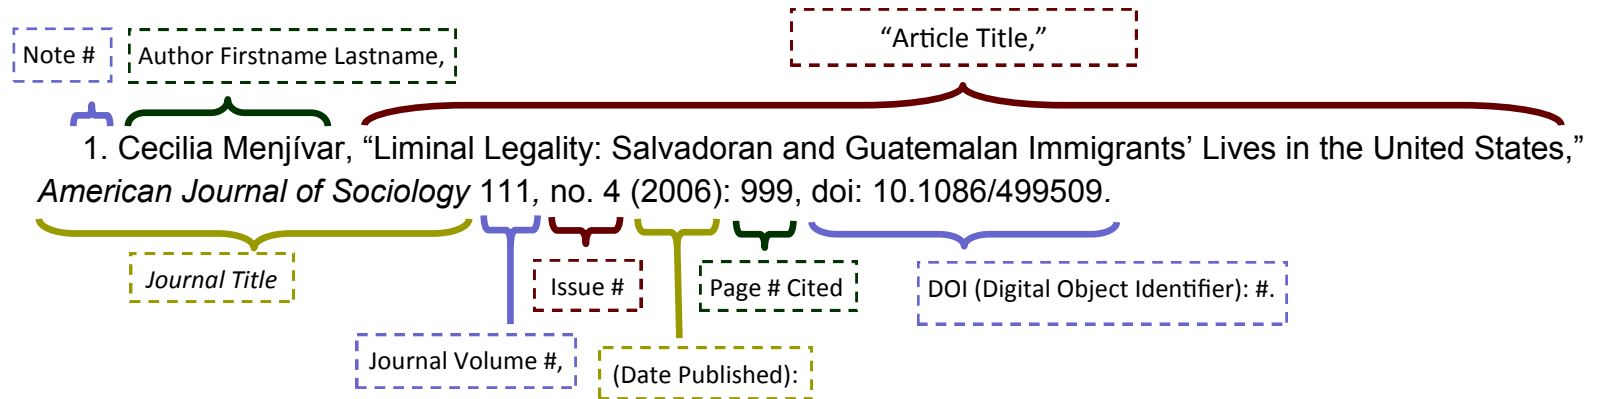 “Article Title,”
Note #
Author Firstname Lastname,
1. Cecilia Menjívar, “Liminal Legality: Salvadoran and Guatemalan Immigrants’ Lives in the United States,”
American Journal of Sociology 111, no. 4 (2006): 999, doi: 10.1086/499509.
Journal Title
Issue #
Page # Cited
DOI (Digital Object Identifier): #.
Journal Volume #,
(Date Published):